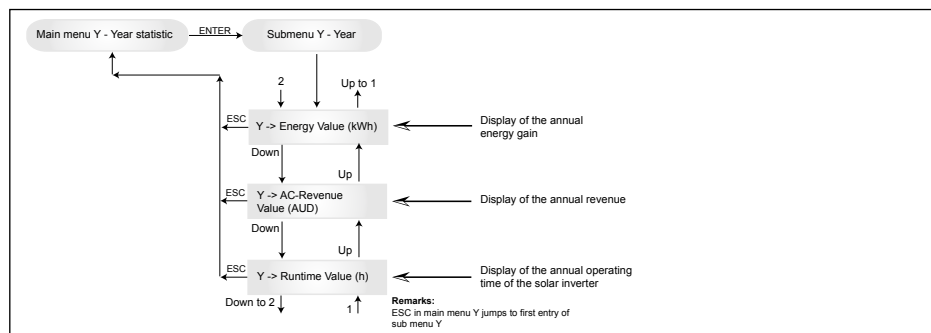 Main menu Y - Year statistic
ENTER
Submenu Y - Year
2
Up to 1
ESC
Y -> Energy Value (kWh)
Display of the annual
energy gain
Down
Up
ESC
Y -> AC-Revenue
Value (AUD)
Display of the annual revenue
Down
Up
ESC
Y -> Runtime Value (h)
Display of the annual operating
time of the solar inverter
Down to 2
1
Remarks:
ESC in main menu Y jumps to first entry of
sub menu Y